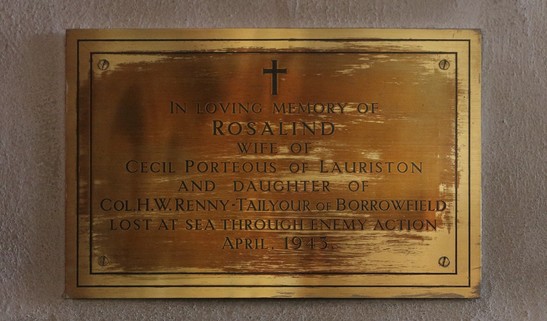 IN LOVING MEMORY OF
ROSALIND
WIFE OF
CECIL PORTEOUS OF LAURISTON
AND DAUGHTER OF
COL. H.W. RENNY-TAILYOUR OF BORROWFIELD
LOST AT SEA THROUGH ENEMY ACTION
APRIL, 1943.